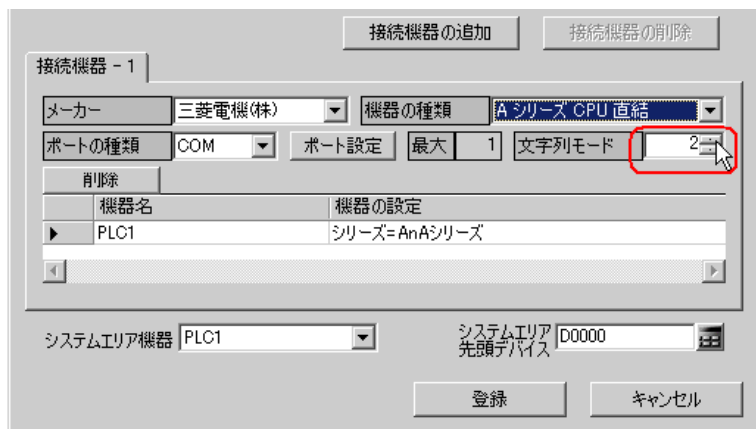 接続機器の追加 接続機器の削除
接続機器 - 1
メーカー 三菱電機(株) 機器の種類 Aシリーズ CPU 直結
ポートの種類 COM ポート設定 最大 1 文字列モード 2
削除
機器名 機器の設定
PLC1 シリーズ=AnAシリーズ
システムエリア機器 PLC1 システムエリア
先頭デバイス D0000
登録 キャンセル